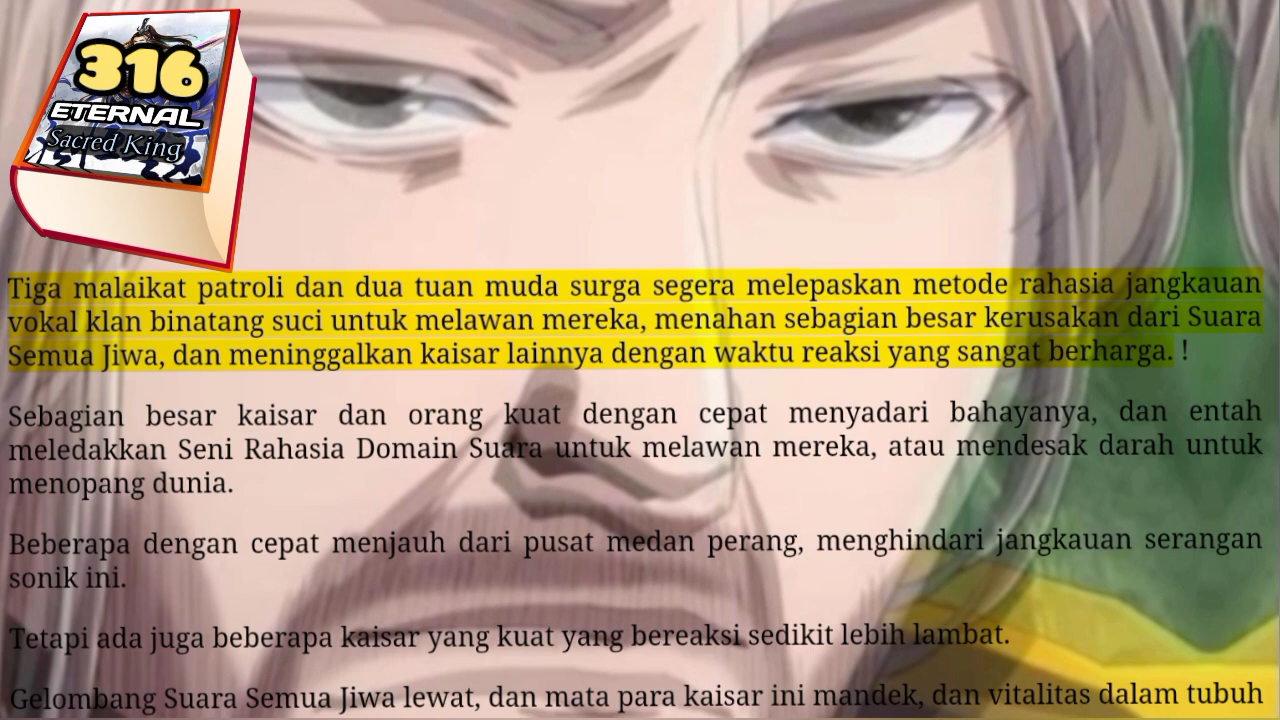 316
ETERNAL
Sacred King
Tiga malaikat patroli dan dua tuan muda surga segera melepaskan metode rahasia jangkauan
vokal klan binatang suci untuk melawan mereka, menahan sebagian besar kerusakan dari Suara
Semua Jiwa, dan meninggalkan kaisar lainnya dengan waktu reaksi yang sangat berharga. !
Sebagian besar kaisar dan orang kuat dengan cepat menyadari bahayanya, dan entah
meledakkan Seni Rahasia Domain Suara untuk melawan mereka, atau mendesak darah untuk
menopang dunia.
Beberapa dengan cepat menjauh dari pusat medan perang, menghindari jangkauan serangan
sonik ini.
Tetapi ada juga beberapa kaisar yang kuat yang bereaksi sedikit lebih lambat.
Gelombang Suara Semua Jiwa lewat, dan mata para kaisar ini mandek, dan vitalitas dalam tubuh